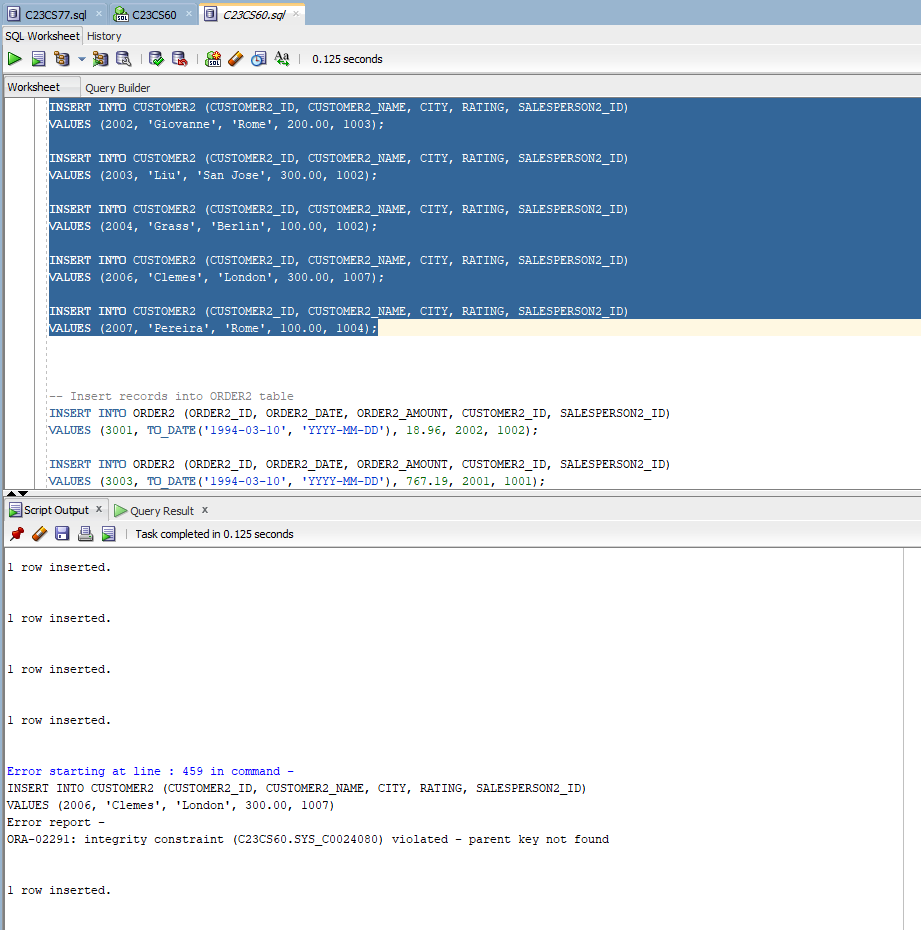 C23CS77.sql × C23CS60 × C23CS60.sql ×
SQL Worksheet History
0.125 seconds
Worksheet Query Builder
INSERT INTO CUSTOMER2 (CUSTOMER2_ID, CUSTOMER2_NAME, CITY, RATING, SALESPERSON2_ID)
VALUES (2002, 'Giovanne', 'Rome', 200.00, 1003);
INSERT INTO CUSTOMER2 (CUSTOMER2_ID, CUSTOMER2_NAME, CITY, RATING, SALESPERSON2_ID)
VALUES (2003, 'Liu', 'San Jose', 300.00, 1002);
INSERT INTO CUSTOMER2 (CUSTOMER2_ID, CUSTOMER2_NAME, CITY, RATING, SALESPERSON2_ID)
VALUES (2004, 'Grass', 'Berlin', 100.00, 1002);
INSERT INTO CUSTOMER2 (CUSTOMER2_ID, CUSTOMER2_NAME, CITY, RATING, SALESPERSON2_ID)
VALUES (2006, 'Clemes', 'London', 300.00, 1007);
INSERT INTO CUSTOMER2 (CUSTOMER2_ID, CUSTOMER2_NAME, CITY, RATING, SALESPERSON2_ID)
VALUES (2007, 'Pereira', 'Rome', 100.00, 1004);
-- Insert records into ORDER2 table
INSERT INTO ORDER2 (ORDER2_ID, ORDER2_DATE, ORDER2_AMOUNT, CUSTOMER2_ID, SALESPERSON2_ID)
VALUES (3001, TO_DATE('1994-03-10', 'YYYY-MM-DD'), 18.96, 2002, 1002);
INSERT INTO ORDER2 (ORDER2_ID, ORDER2_DATE, ORDER2_AMOUNT, CUSTOMER2_ID, SALESPERSON2_ID)
VALUES (3003, TO_DATE('1994-03-10', 'YYYY-MM-DD'), 767.19, 2001, 1001);
Script Output × Query Result ×
Task completed in 0.125 seconds
1 row inserted.
1 row inserted.
1 row inserted.
1 row inserted.
Error starting at line : 459 in command -
INSERT INTO CUSTOMER2 (CUSTOMER2_ID, CUSTOMER2_NAME, CITY, RATING, SALESPERSON2_ID)
VALUES (2006, 'Clemes', 'London', 300.00, 1007)
Error report -
ORA-02291: integrity constraint (C23CS60.SYS_C0024080) violated - parent key not found
1 row inserted.